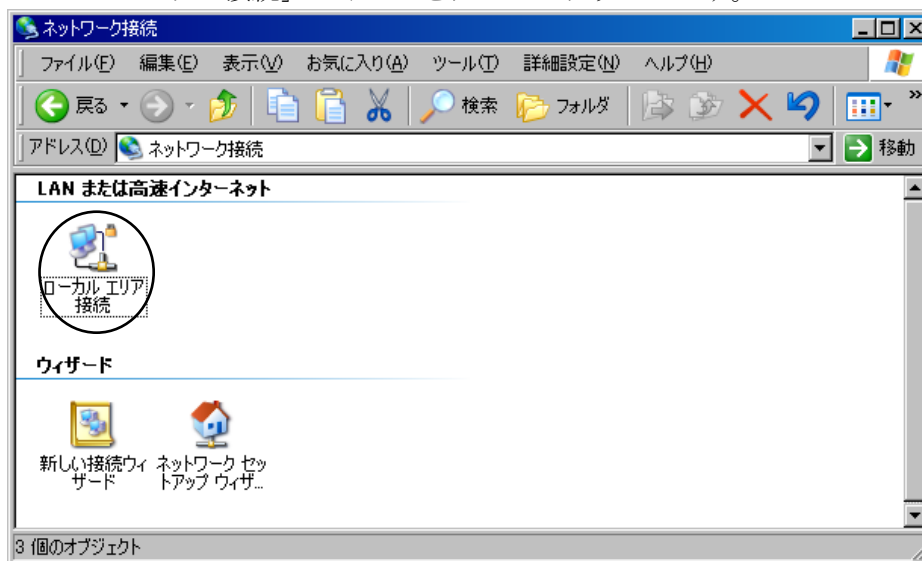 ネットワーク接続
ファイル(F) 編集(E) 表示(V) お気に入り(A) ツール(T) 詳細設定(N) ヘルプ(H)
戻る 検索 フォルダ »
アドレス(D) ネットワーク接続 移動
LAN または高速インターネット
ローカル エリア
接続
ウィザード
新しい接続ウィ
ザード
ネットワーク セッ
トアップ ウィザ...
3 個のオブジェクト